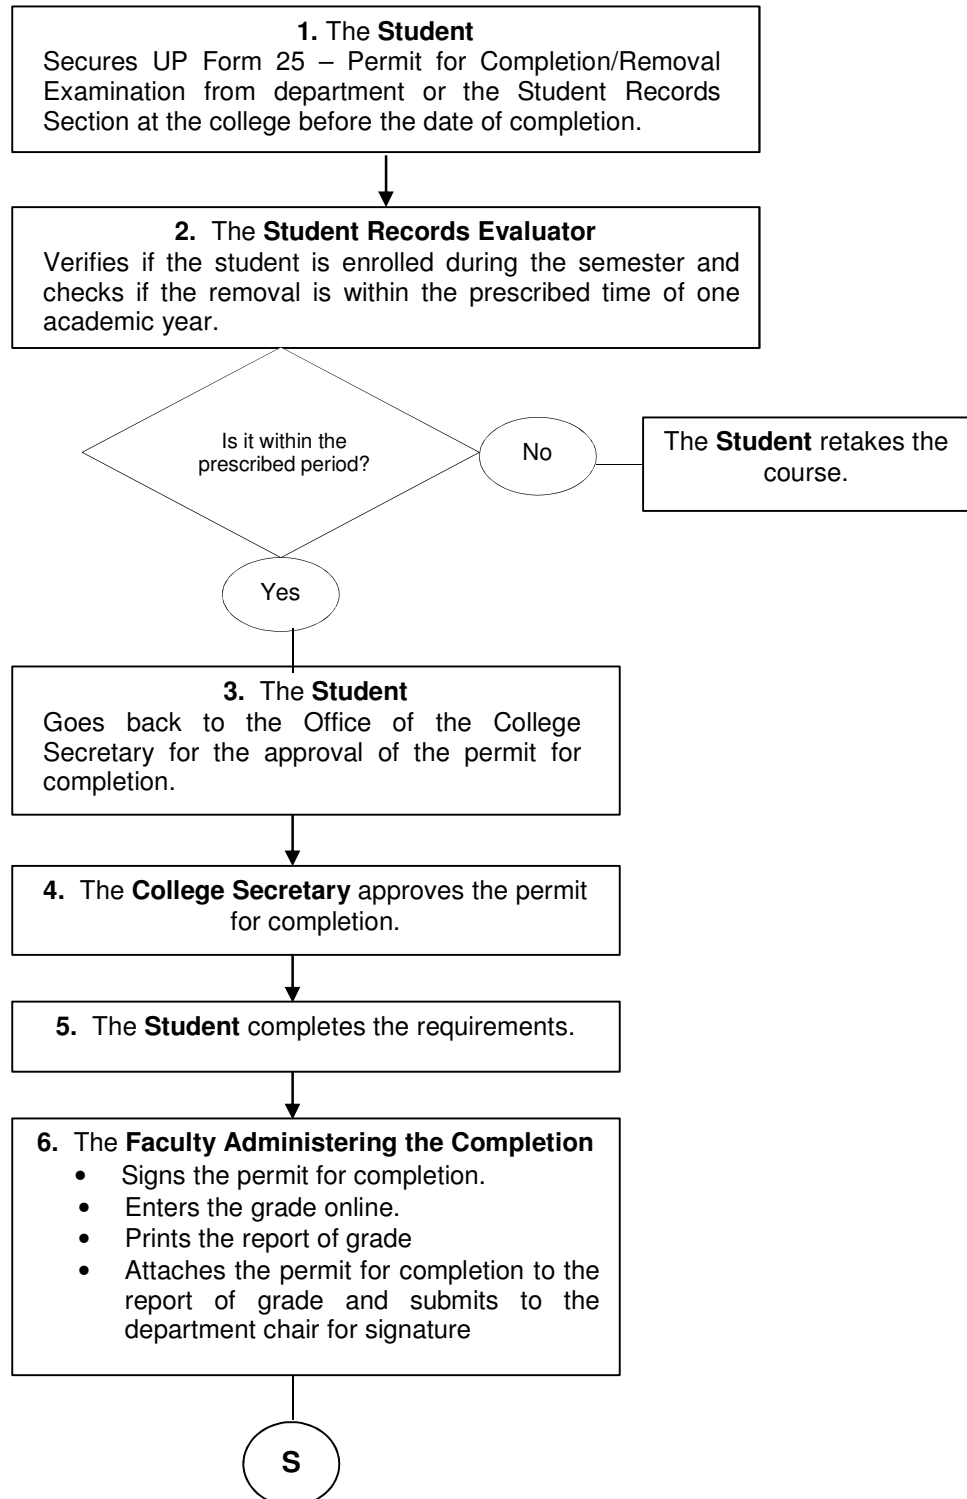 1. The Student
Secures UP Form 25 – Permit for Completion/Removal
Examination from department or the Student Records
Section at the college before the date of completion.
2. The Student Records Evaluator
Verifies if the student is enrolled during the semester and
checks if the removal is within the prescribed time of one
academic year.
Is it within the
prescribed period?
No
The Student retakes the
course.
Yes
3. The Student
Goes back to the Office of the College
Secretary for the approval of the permit for
completion.
4. The College Secretary approves the permit
for completion.
5. The Student completes the requirements.
6. The Faculty Administering the Completion
• Signs the permit for completion.
• Enters the grade online.
• Prints the report of grade
• Attaches the permit for completion to the
report of grade and submits to the
department chair for signature
S